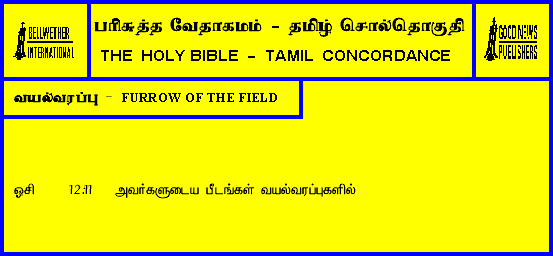 BELLWETHER
INTERNATIONAL
பரிசுத்த வேதாகமம் - தமிழ் சொல்தொகுதி
THE HOLY BIBLE - TAMIL CONCORDANCE
GOOD NEWS
PUBLISHERS
வயல்வரப்பு - FURROW OF THE FIELD
ஓசி 12:11 அவர்களுடைய பீடங்கள் வயல்வரப்புகளில்